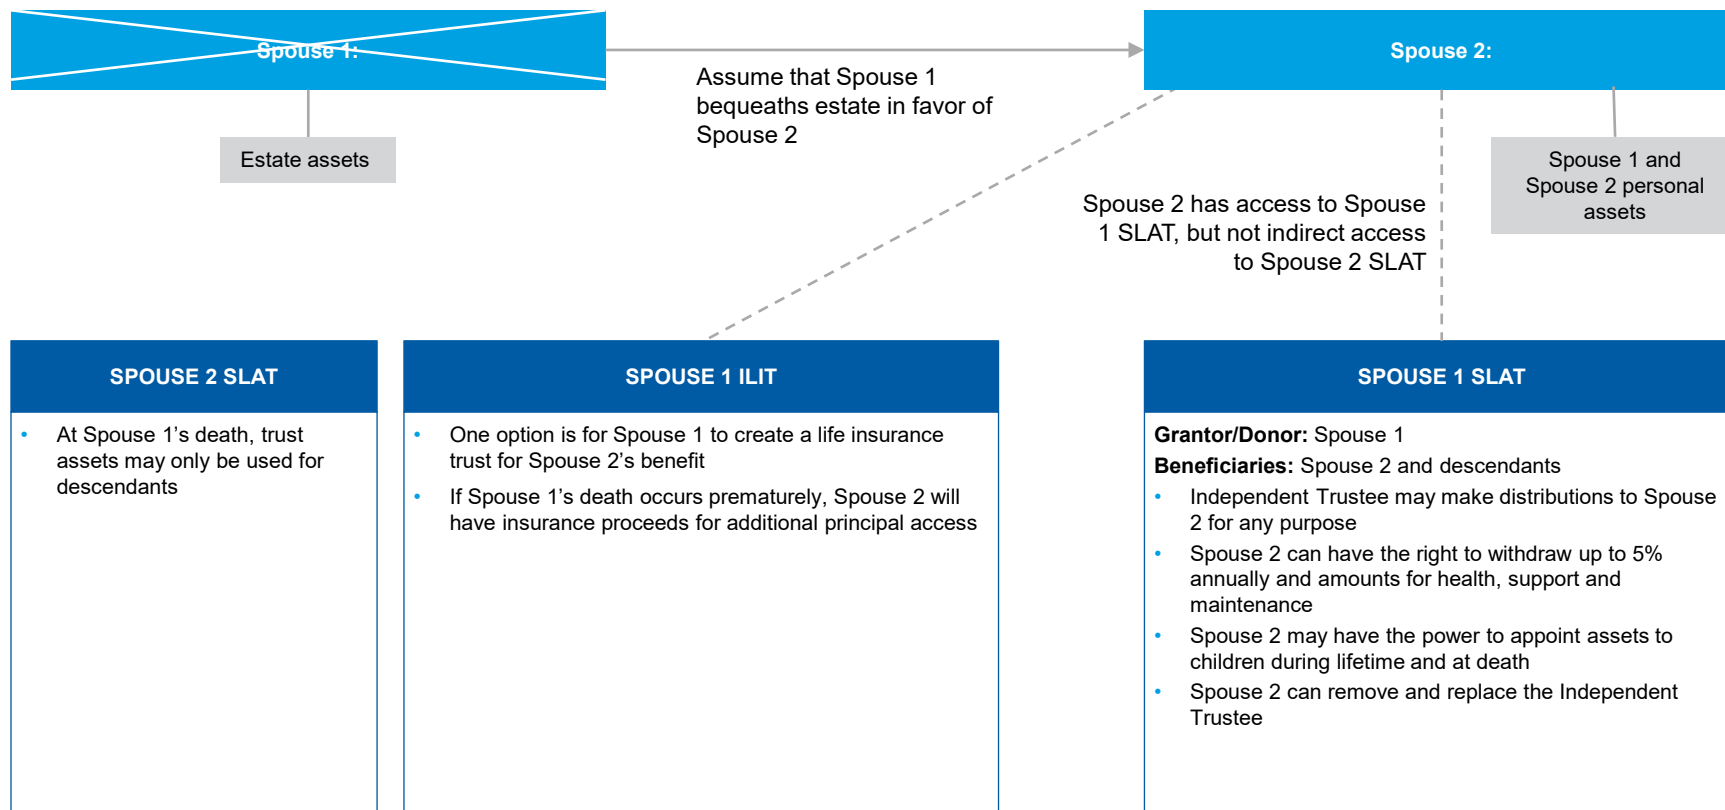 Spouse 1:
Spouse 2:
Assume that Spouse 1
bequeaths estate in favor of
Spouse 2
Estate assets
Spouse 1 and
Spouse 2 personal
assets
Spouse 2 has access to Spouse
1 SLAT, but not indirect access
to Spouse 2 SLAT
SPOUSE 2 SLAT
• At Spouse 1’s death, trust
assets may only be used for
descendants
SPOUSE 1 ILIT
• One option is for Spouse 1 to create a life insurance
trust for Spouse 2’s benefit
• If Spouse 1’s death occurs prematurely, Spouse 2 will
have insurance proceeds for additional principal access
SPOUSE 1 SLAT
Grantor/Donor: Spouse 1
Beneficiaries: Spouse 2 and descendants
• Independent Trustee may make distributions to Spouse
2 for any purpose
• Spouse 2 can have the right to withdraw up to 5%
annually and amounts for health, support and
maintenance
• Spouse 2 may have the power to appoint assets to
children during lifetime and at death
• Spouse 2 can remove and replace the Independent
Trustee